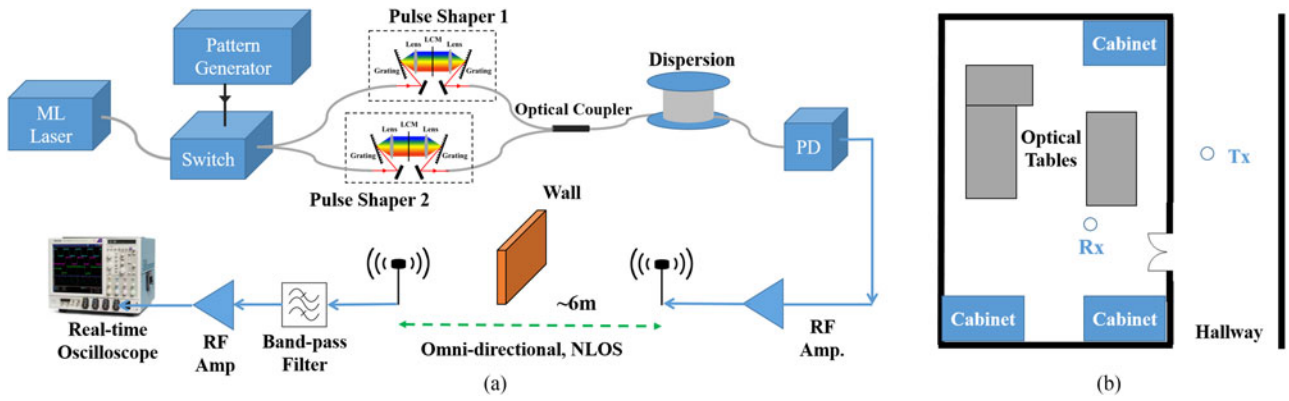 Pulse Shaper 1
Pattern
Generator
Lens
LCM
Lens
Grating
Grating
ML
Laser
Switch
Optical Coupler
Dispersion
PD
Lens
LCM
Lens
Grating
Grating
Pulse Shaper 2
Wall
~6m
Real-time
Oscilloscope
RF
Amp
Band-pass
Filter
Omni-directional, NLOS
RF
Amp.
(a)
Cabinet
Optical
Tables
Tx
Rx
Cabinet
Cabinet
Hallway
(b)